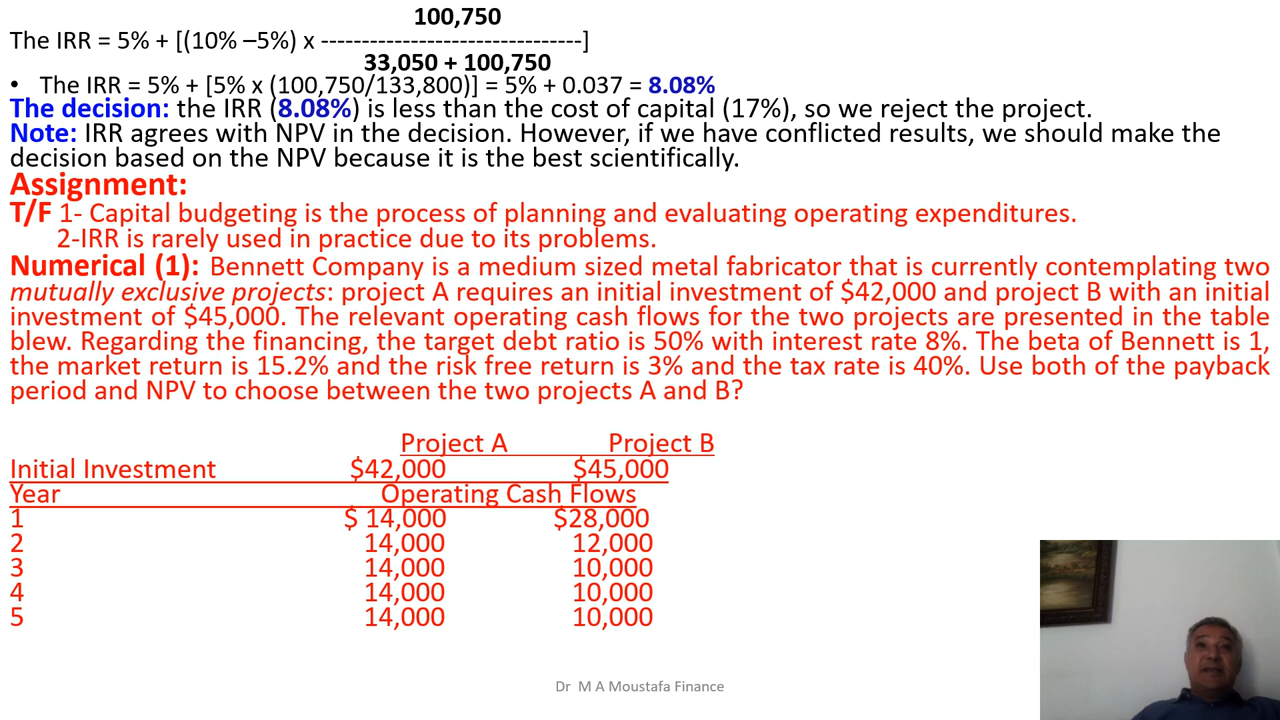 100,750
The IRR = 5% + [(10% –5%) x -------------------------------]
33,050 + 100,750
• The IRR = 5% + [5% x (100,750/133,800)] = 5% + 0.037 = 8.08%
The decision: the IRR (8.08%) is less than the cost of capital (17%), so we reject the project.
Note: IRR agrees with NPV in the decision. However, if we have conflicted results, we should make the
decision based on the NPV because it is the best scientifically.
Assignment:
T/F 1- Capital budgeting is the process of planning and evaluating operating expenditures.
2-IRR is rarely used in practice due to its problems.
Numerical (1): Bennett Company is a medium sized metal fabricator that is currently contemplating two
mutually exclusive projects: project A requires an initial investment of $42,000 and project B with an initial
investment of $45,000. The relevant operating cash flows for the two projects are presented in the table
blew. Regarding the financing, the target debt ratio is 50% with interest rate 8%. The beta of Bennett is 1,
the market return is 15.2% and the risk free return is 3% and the tax rate is 40%. Use both of the payback
period and NPV to choose between the two projects A and B?
Project A Project B
Initial Investment $42,000 $45,000
Year Operating Cash Flows
1 $ 14,000 $28,000
2 14,000 12,000
3 14,000 10,000
4 14,000 10,000
5 14,000 10,000
Dr M A Moustafa Finance